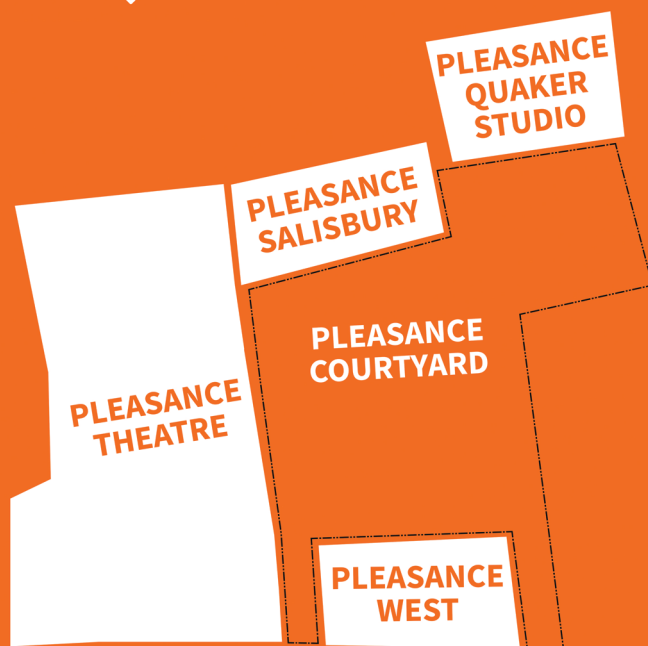 PLEASANCE
QUAKER
STUDIO
PLEASANCE
SALISBURY
PLEASANCE
COURTYARD
PLEASANCE
THEATRE
PLEASANCE
WEST